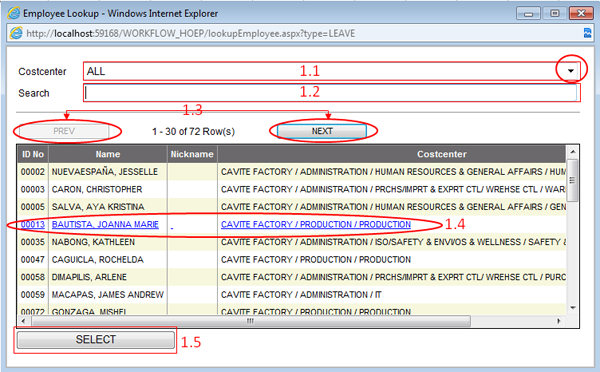 Employee Lookup - Windows Internet Explorer
http://localhost:59168/WORKFLOW_HOEP/lookupEmployee.aspx?type=LEAVE
Costcenter ALL 1.1
Search 1.2
1.3
PREV 1 - 30 of 72 Row(s) NEXT
ID No Name Nickname Costcenter
00002 NUEVAESPAÑA, JESSELLE CAVITE FACTORY / ADMINISTRATION / HUMAN RESOURCES & GENERAL AFFAIRS / HUM
00003 CARON, CHRISTOPHER CAVITE FACTORY / ADMINISTRATION / PRCHS/IMPRT & EXPRT CTL/ WREHSE CTL / WAR
00005 SALVA, AYA KRISTINA CAVITE FACTORY / ADMINISTRATION / HUMAN RESOURCES & GENERAL AFFAIRS / GEN
00013 BAUTISTA, JOANNA MARIE CAVITE FACTORY / PRODUCTION / PRODUCTION 1.4
00035 NABONG, KATHLEEN CAVITE FACTORY / ADMINISTRATION / ISO/SAFETY & ENVI/OS & WELLNESS / SAFETY &
00047 CAGUICLA, ROCHELDA CAVITE FACTORY / PRODUCTION / PRODUCTION
00058 DIMAPILIS, ARLENE CAVITE FACTORY / ADMINISTRATION / PRCHS/IMPRT & EXPRT CTL/ WREHSE CTL / PURC
00059 MACAPAS, JAMES ANDREW CAVITE FACTORY / ADMINISTRATION / IT
00072 GONZAGA, MISHEL CAVITE FACTORY / PRODUCTION / PRODUCTION
SELECT 1.5